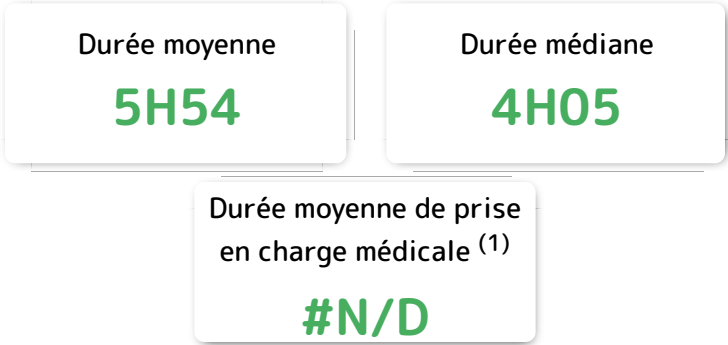 Durée moyenne
5H54
Durée médiane
4H05
Durée moyenne de prise
en charge médicale (1)
#N/D